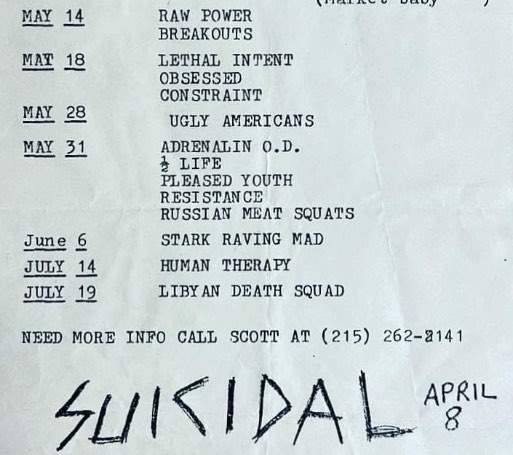 MAY 14 RAW POWER
BREAKOUTS
MAY 18 LETHAL INTENT
OBSESSED
CONSTRAINT
MAY 28 UGLY AMERICANS
MAY 31 ADRENALIN O.D.
½ LIFE
PLEASED YOUTH
RESISTANCE
RUSSIAN MEAT SQUATS
June 6 STARK RAVING MAD
JULY 14 HUMAN THERAPY
JULY 19 LIBYAN DEATH SQUAD
NEED MORE INFO CALL SCOTT AT (215) 262-2141
SUICIDAL APRIL
8